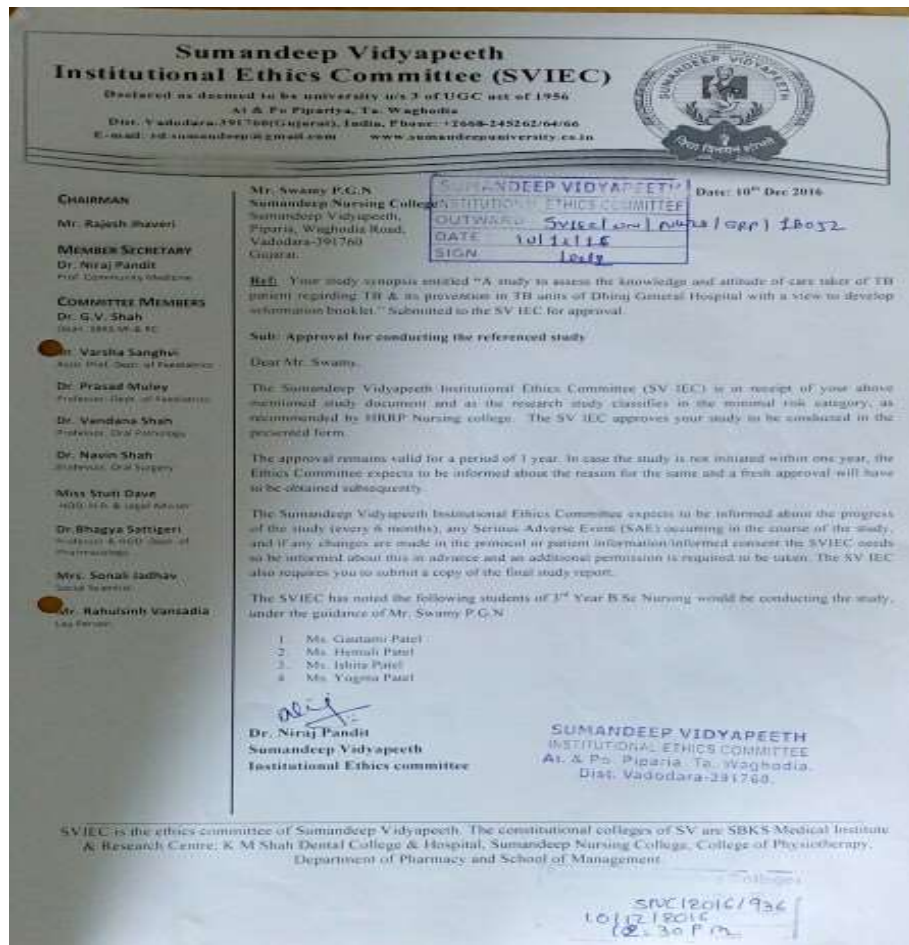 Sumandeep Vidyapeeth
Institutional Ethics Committee (SVIEC)
Declared as deemed to be university u/s 3 of UGC act of 1956
At & Po Pipariya, Ta. Waghodia
Dist. Vadodara-391760(Gujarat), India, Phone: +2668-245262/64/66
E-mail: rd.sumandeep@gmail.com www.sumandeepuniversity.co.in
SUMANDEEP VIDYAPEETH
CHAIRMAN
Mr. Rajesh Jhaveri
MEMBER SECRETARY
Dr. Niraj Pandit
Prof. Community Medicine
COMMITTEE MEMBERS
Dr. G.V. Shah
Dr. Varsha Sanghvi
Dr. Prasad Muley
Dr. Vandana Shah
Professor, Oral Pathology
Dr. Navin Shah
Professor, Oral Surgery
Miss Stuti Dave
Dr. Bhagya Sattigeri
Mrs. Sonali Jadhav
Mr. Rahulsinh Vansadia
Lay Person
Mr. Swamy P.G.N
Sumandeep Nursing College
Sumandeep Vidyapeeth,
Piparia, Waghodia Road,
Vadodara-391760
Gujarat.
SUMANDEEP VIDYAPEETH
INSTITUTIONAL ETHICS COMMITTEE
OUTWARD
DATE
SIGN
Date: 10th Dec 2016
Ref: Your study synopsis entitled "A study to assess the knowledge and attitude of care taker of TB
patient regarding TB & its prevention in TB units of Dhiraj General Hospital with a view to develop
information booklet." Submitted to the SV IEC for approval.
Sub: Approval for conducting the referenced study
Dear Mr. Swamy,
The Sumandeep Vidyapeeth Institutional Ethics Committee (SV IEC) is in receipt of your above
mentioned study document and as the research study classifies in the minimal risk category, as
recommended by HRRP Nursing college. The SV IEC approves your study to be conducted in the
presented form.
The approval remains valid for a period of 1 year. In case the study is not initiated within one year, the
Ethics Committee expects to be informed about the reason for the same and a fresh approval will have
to be obtained subsequently.
The Sumandeep Vidyapeeth Institutional Ethics Committee expects to be informed about the progress
of the study (every 6 months), any Serious Adverse Event (SAE) occurring in the course of the study,
and if any changes are made in the protocol or patient information/informed consent the SVIEC needs
to be informed about this in advance and an additional permission is required to be taken. The SV IEC
also requires you to submit a copy of the final study report.
The SVIEC has noted the following students of 3rd Year B.Sc Nursing would be conducting the study,
under the guidance of Mr. Swamy P.G.N
1. Ms. Gautami Patel
2. Ms. Hemali Patel
3. Ms. Ishita Patel
4. Ms. Yogina Patel
Dr. Niraj Pandit
Sumandeep Vidyapeeth
Institutional Ethics committee
SUMANDEEP VIDYAPEETH
INSTITUTIONAL ETHICS COMMITTEE
At. & Po. Piparia, Ta. Waghodia.
Dist. Vadodara-391760.
SVIEC is the ethics committee of Sumandeep Vidyapeeth. The constitutional colleges of SV are SBKS Medical Institute
& Research Centre, K M Shah Dental College & Hospital, Sumandeep Nursing College, College of Physiotherapy,
Department of Pharmacy and School of Management
SNC/2016/936
10/12/2016